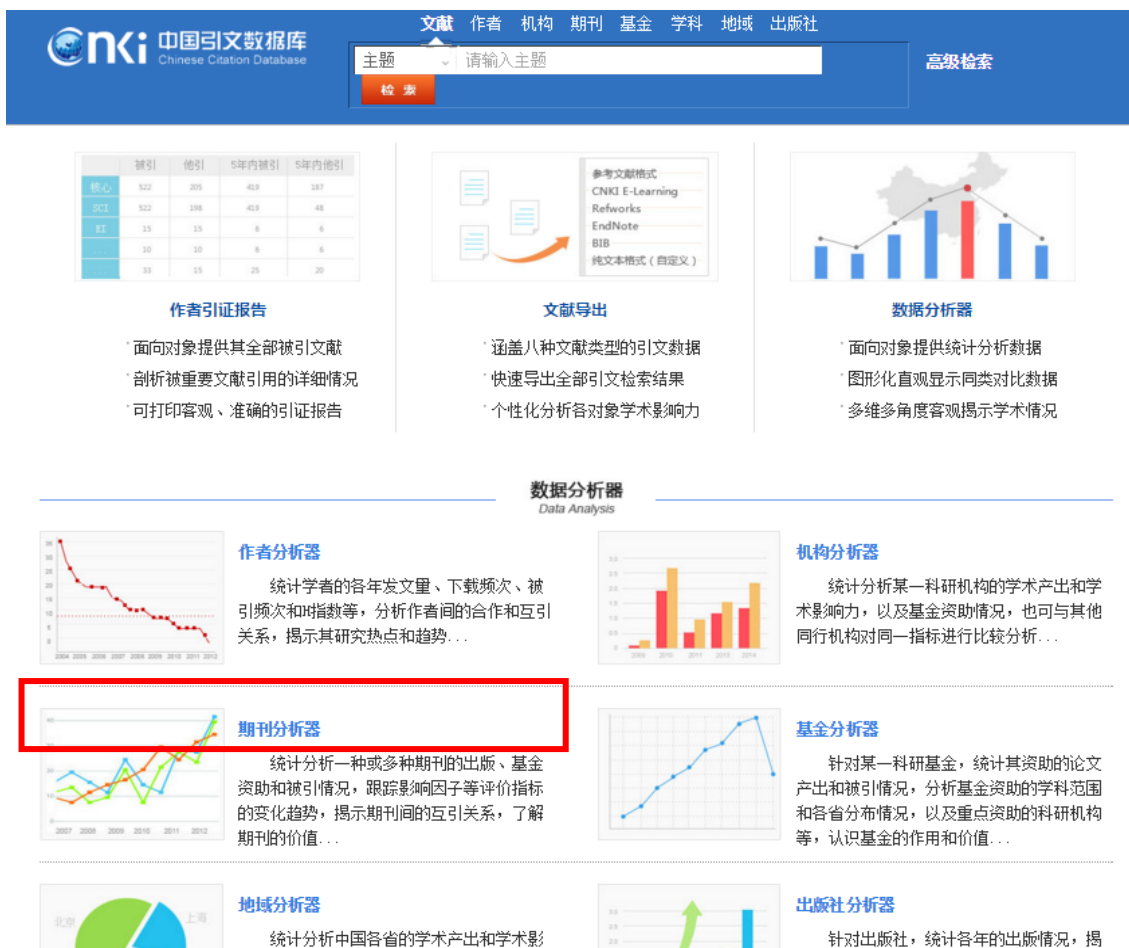 cnki 中国引文数据库
Chinese Citation Database
文献 作者 机构 期刊 基金 学科 地域 出版社
主题 请输入主题
高级检索
检 索
被引 他引 5年内被引 5年内他引
核心 522 205 419 187
SCI 522 198 419 48
EI 15 15 6 6
... 10 10 6 6
... 33 15 25 20
作者引证报告
面向对象提供其全部被引文献
剖析被重要文献引用的详细情况
可打印客观、准确的引证报告
参考文献格式
CNKI E-Learning
Refworks
EndNote
BIB
纯文本格式(自定义)
文献导出
涵盖八种文献类型的引文数据
快速导出全部引文检索结果
个性化分析各对象学术影响力
数据分析器
面向对象提供统计分析数据
图形化直观显示同类对比数据
多维多角度客观揭示学术情况
数据分析器
Data Analysis
2004 2005 2006 2007 2008 2009 2010 2011 2012
作者分析器
统计学者的各年发文量、下载频次、被
引频次和H指数等，分析作者间的合作和互引
关系，揭示其研究热点和趋势...
机构分析器
统计分析某一科研机构的学术产出和学
术影响力，以及基金资助情况，也可与其他
同行机构对同一指标进行比较分析...
2007 2008 2009 2010 2011 2012
期刊分析器
统计分析一种或多种期刊的出版、基金
资助和被引情况，跟踪影响因子等评价指标
的变化趋势，揭示期刊间的互引关系，了解
期刊的价值...
基金分析器
针对某一科研基金，统计其资助的论文
产出和被引情况，分析基金资助的学科范围
和各省分布情况，以及重点资助的科研机构
等，认识基金的作用和价值...
北京 上海
地域分析器
统计分析中国各省的学术产出和学术影
出版社分析器
针对出版社，统计各年的出版情况，揭